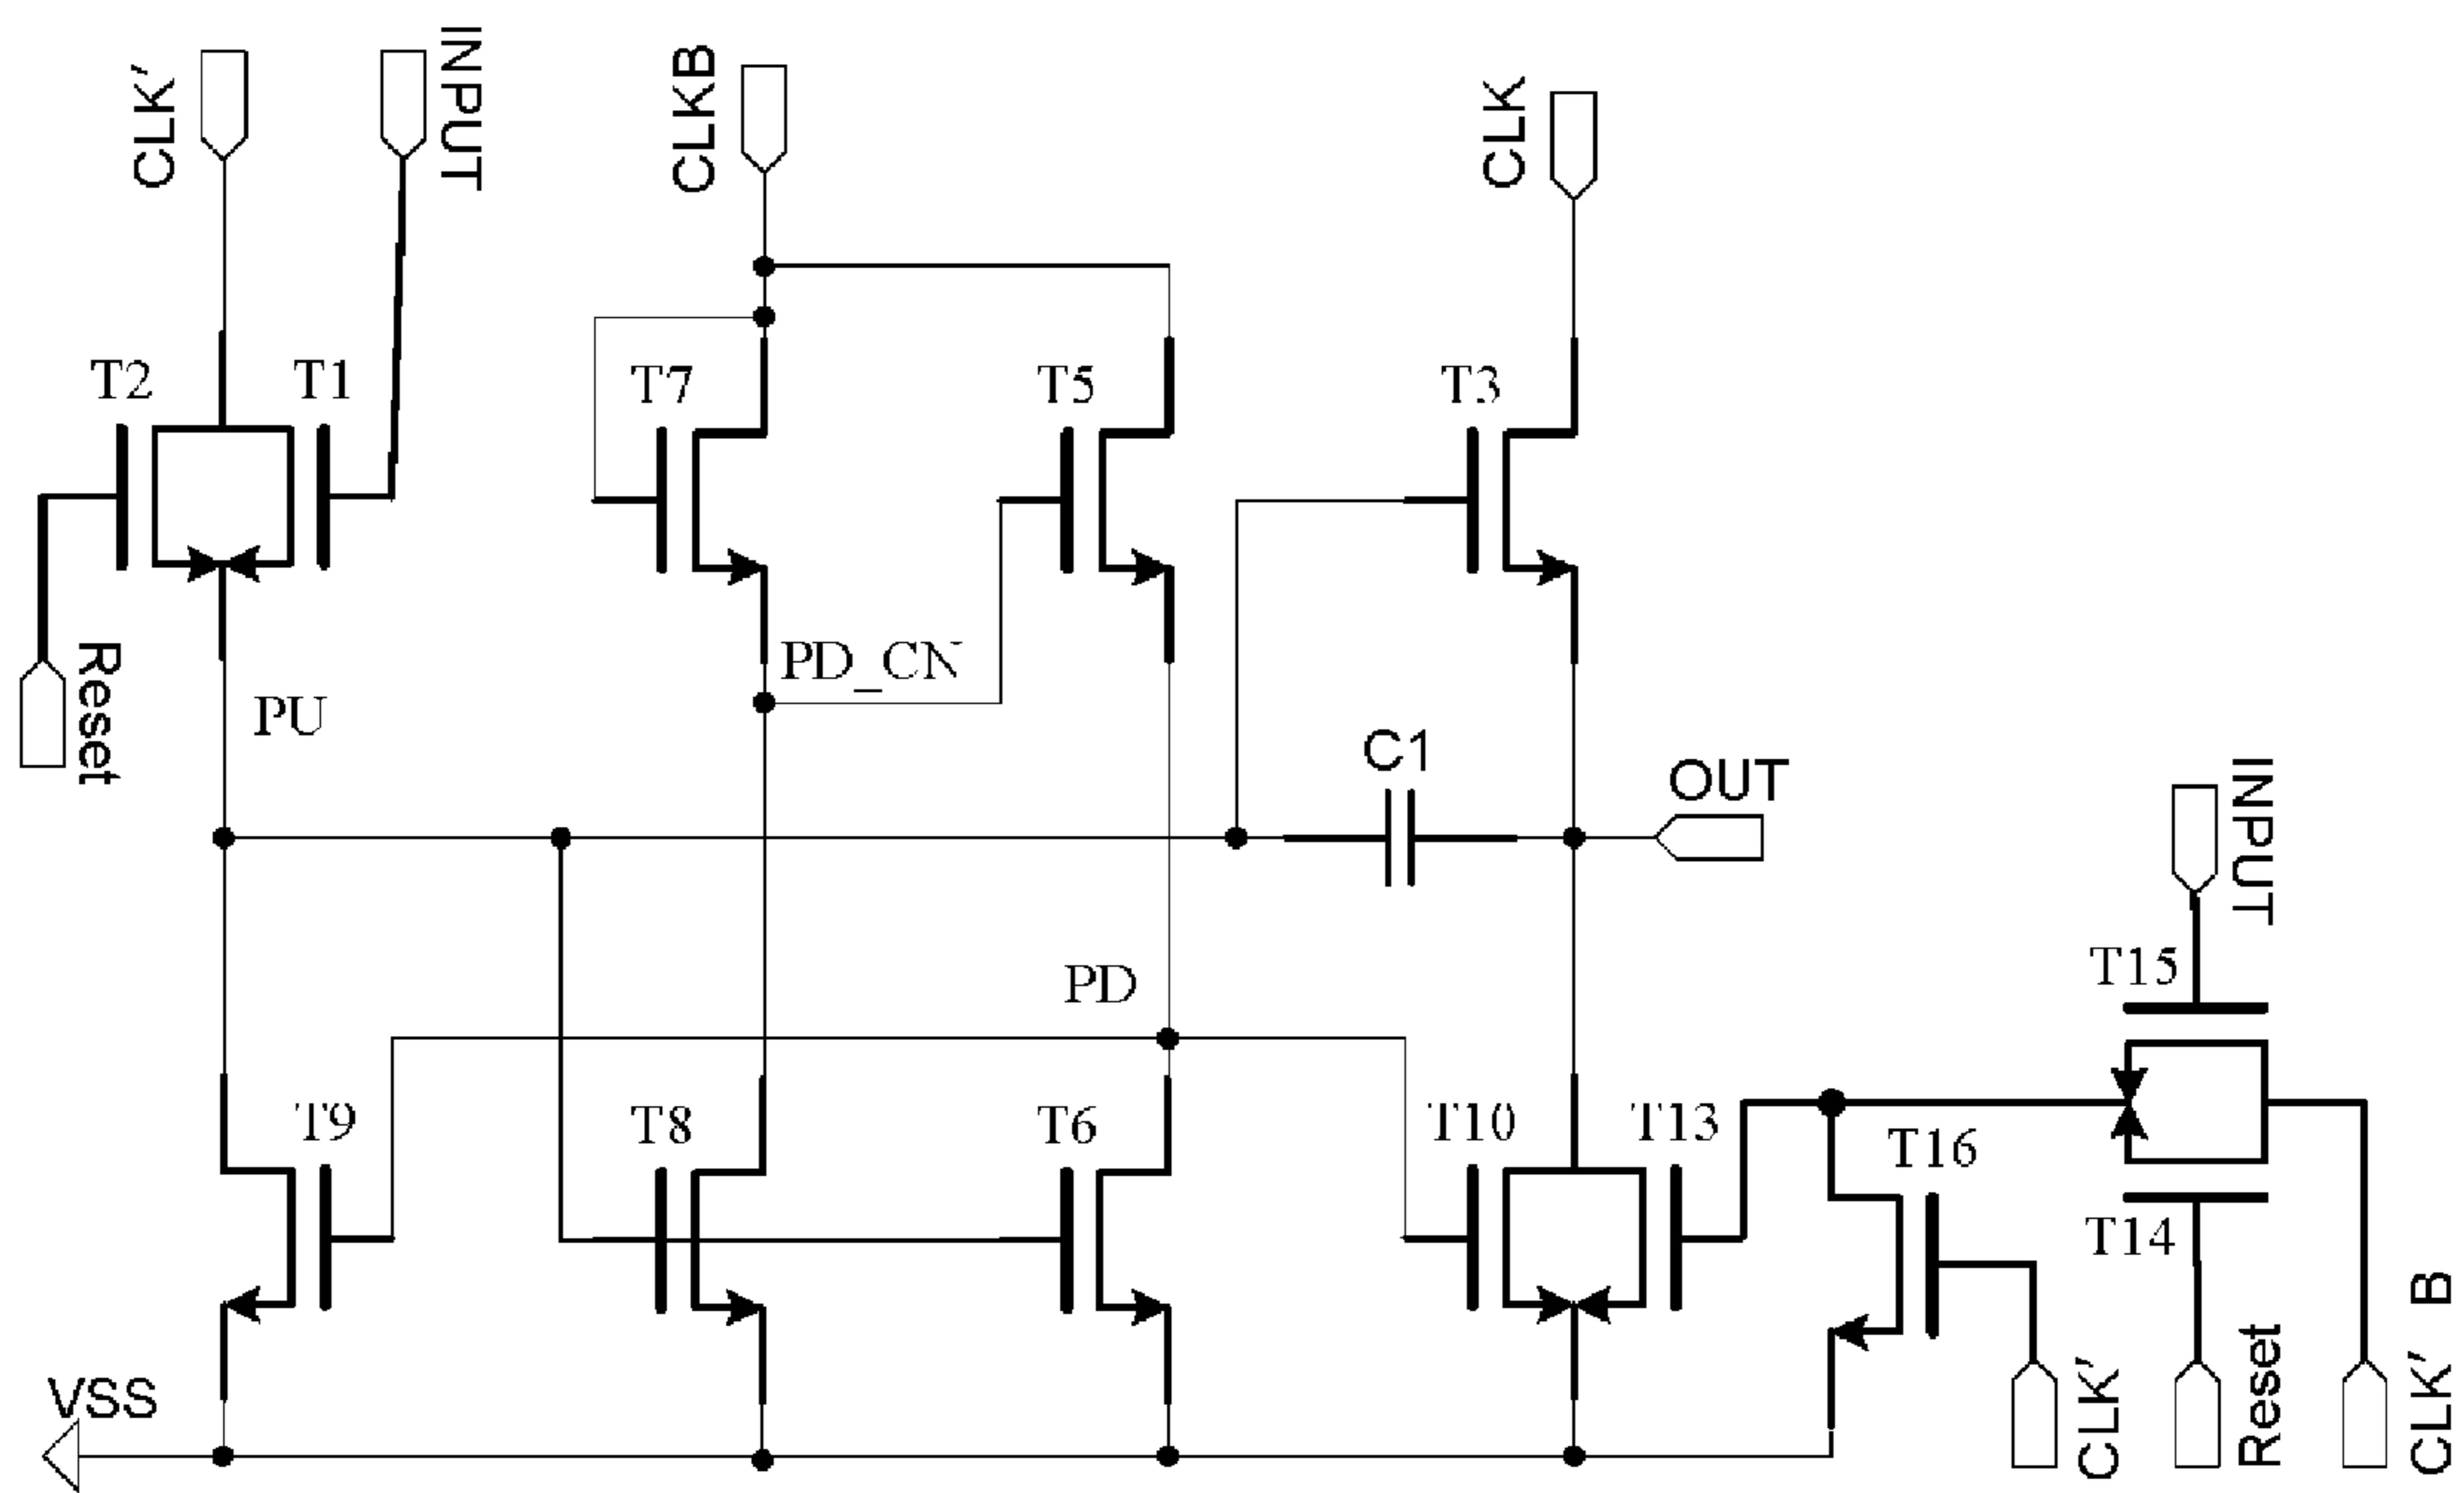 CLK′
INPUT
CLKB
CLK
T2
T1
T7
T5
T3
Reset
PU
PD_CN
C1
OUT
INPUT
PD
T15
T9
T8
T6
T10
T13
T16
T14
VSS
CLK′
Reset
CLK′ B